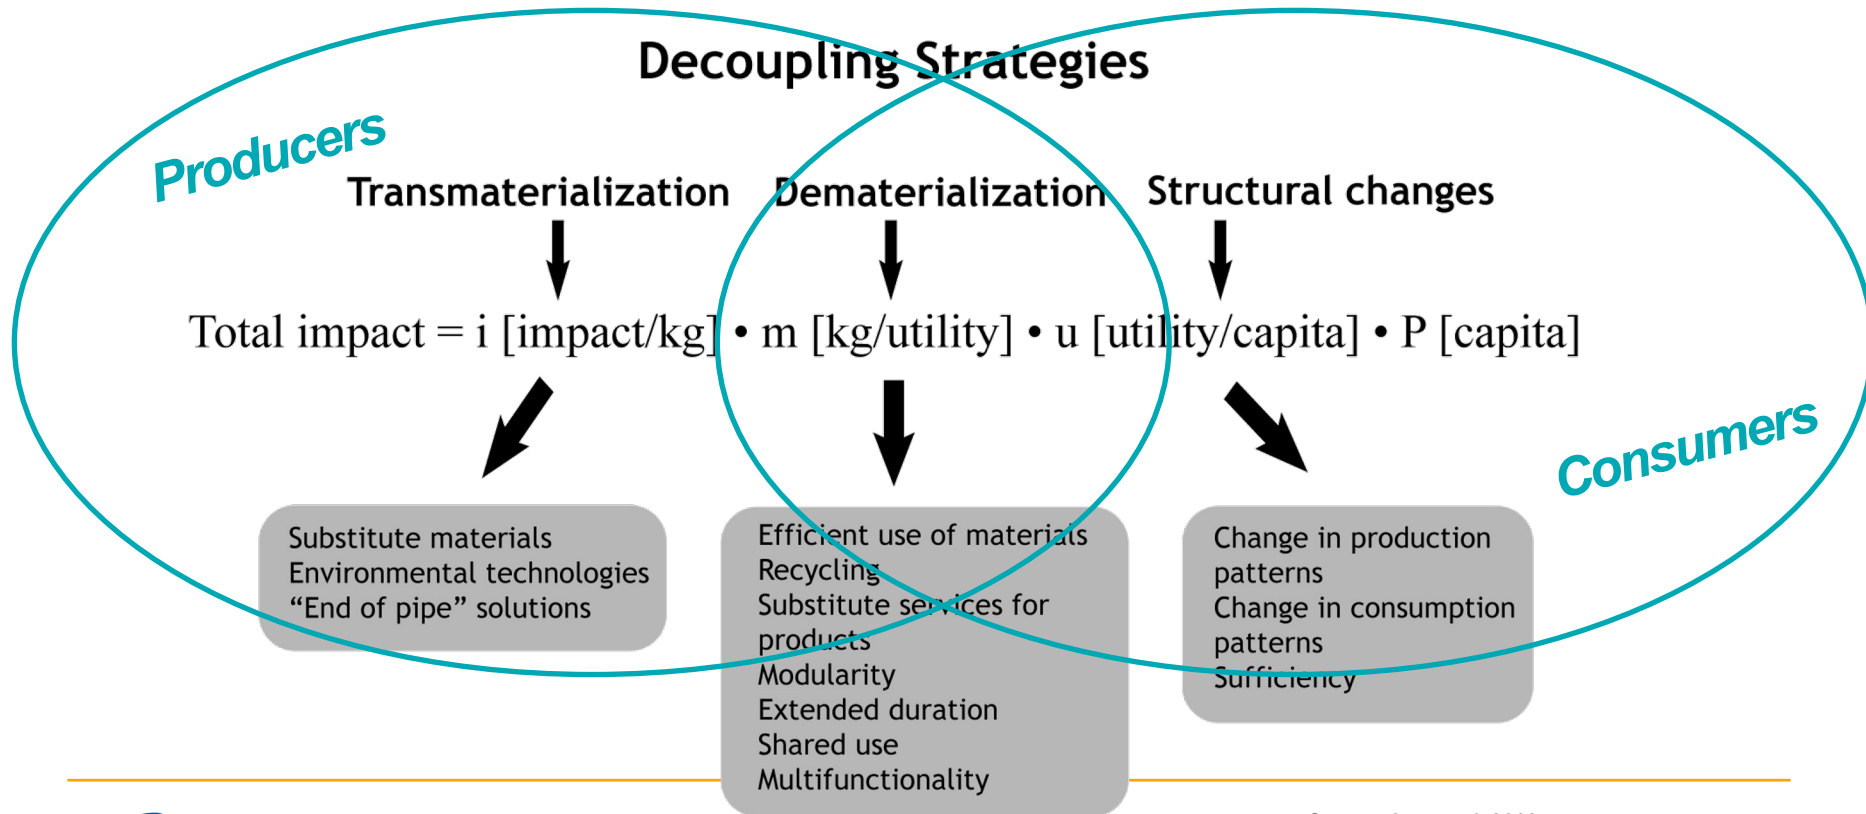 Decoupling Strategies
Producers
Transmaterialization
Dematerialization
Structural changes
Total impact = i [impact/kg] • m [kg/utility] • u [utility/capita] • P [capita]
Consumers
Substitute materials
Environmental technologies
“End of pipe” solutions
Efficient use of materials
Recycling
Substitute services for
products
Modularity
Extended duration
Shared use
Multifunctionality
Change in production
patterns
Change in consumption
patterns
Sufficiency